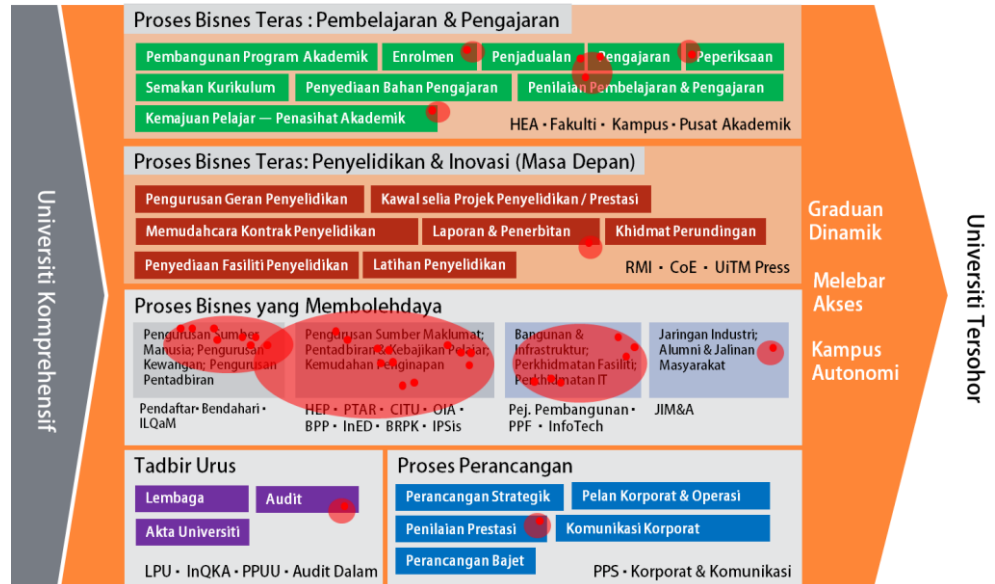 Universiti Komprehensif
Proses Bisnes Teras : Pembelajaran & Pengajaran
Pembangunan Program Akademik
Enrolmen
Penjadualan
Pengajaran
Peperiksaan
Semakan Kurikulum
Penyediaan Bahan Pengajaran
Penilaian Pembelajaran & Pengajaran
Kemajuan Pelajar — Penasihat Akademik
HEA • Fakulti • Kampus • Pusat Akademik
Proses Bisnes Teras: Penyelidikan & Inovasi (Masa Depan)
Pengurusan Geran Penyelidikan
Kawal selia Projek Penyelidikan / Prestasi
Memudahcara Kontrak Penyelidikan
Laporan & Penerbitan
Khidmat Perundingan
Penyediaan Fasiliti Penyelidikan
Latihan Penyelidikan
RMI • CoE • UiTM Press
Proses Bisnes yang Membolehdaya
Pengurusan Sumber
Manusia; Pengurusan
Kewangan; Pengurusan
Pentadbiran
Pengurusan Sumber Maklumat;
Pentadbiran & Kebajikan Pelajar;
Kemudahan Penginapan
Bangunan &
Infrastruktur;
Perkhidmatan Fasiliti;
Perkhidmatan IT
Jaringan Industri;
Alumni & Jalinan
Masyarakat
Pendaftar• Bendahari •
ILQaM
HEP • PTAR • CITU • OIA •
BPP • InED • BRPK • IPSis
Pej. Pembangunan •
PPF • InfoTech
JIM&A
Tadbir Urus
Lembaga
Audit
Akta Universiti
LPU • InQKA • PPUU • Audit Dalam
Proses Perancangan
Perancangan Strategik
Pelan Korporat & Operasi
Penilaian Prestasi
Komunikasi Korporat
Perancangan Bajet
PPS • Korporat & Komunikasi
Graduan
Dinamik
Melebar
Akses
Kampus
Autonomi
Universiti Tersohor